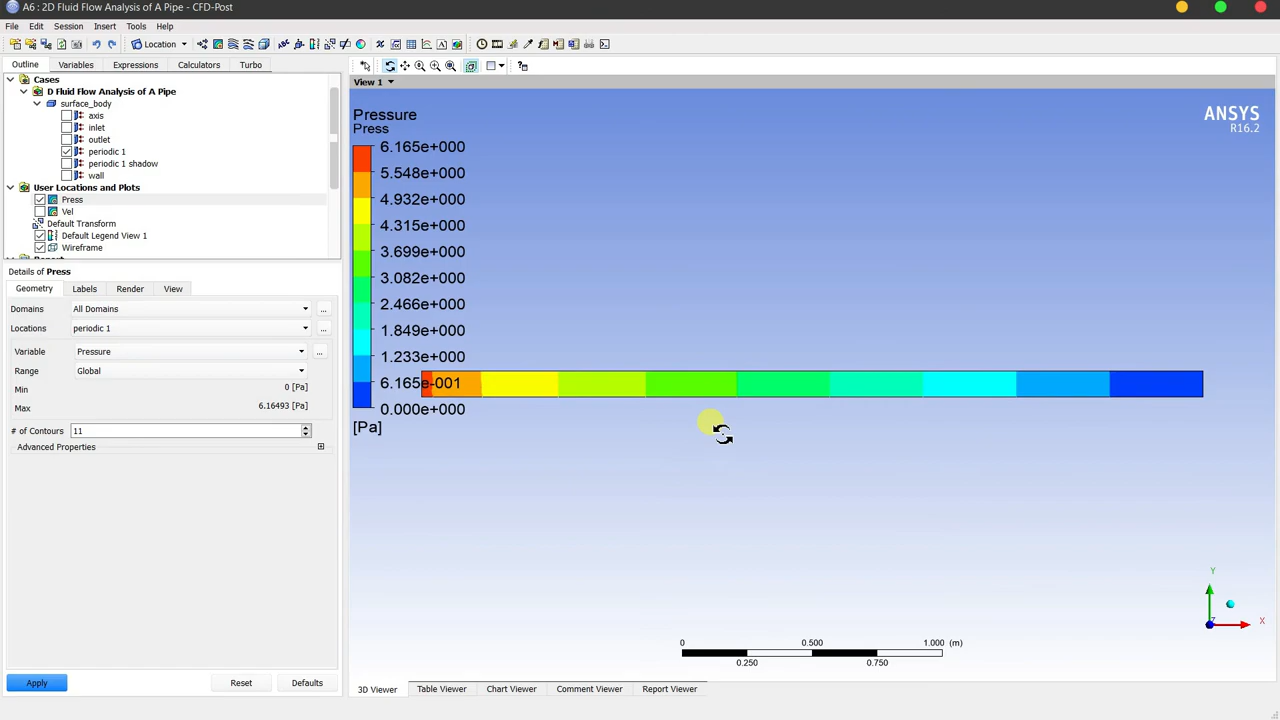 A6 : 2D Fluid Flow Analysis of A Pipe - CFD-Post
File Edit Session Insert Tools Help
Location
Outline Variables Expressions Calculators Turbo
Cases
D Fluid Flow Analysis of A Pipe
surface_body
axis
inlet
outlet
periodic 1
periodic 1 shadow
wall
User Locations and Plots
Press
Vel
Default Transform
Default Legend View 1
Wireframe
Details of Press
Geometry Labels Render View
Domains All Domains ...
Locations periodic 1 ...
Variable Pressure ...
Range Global
Min 0 [Pa]
Max 6.16493 [Pa]
# of Contours 11
Advanced Properties
Apply Reset Defaults
View 1
Pressure
Press
6.165e+000
5.548e+000
4.932e+000
4.315e+000
3.699e+000
3.082e+000
2.466e+000
1.849e+000
1.233e+000
6.165e-001
0.000e+000
[Pa]
ANSYS
R16.2
Y
X
Z
0 0.500 1.000 (m)
0.250 0.750
3D Viewer Table Viewer Chart Viewer Comment Viewer Report Viewer